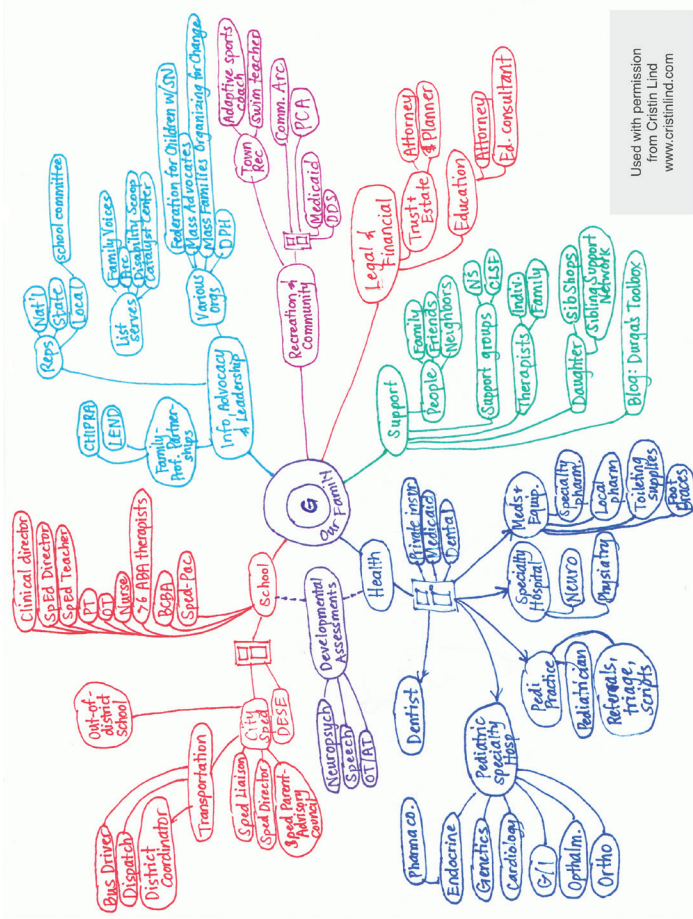 G
Our Family
School
Clinical director
SpEd Director
SpEd Teacher
PT
OT
Nurse
~6 ABA therapists
BCBA
Sped-Pac
Out-of-
district
school
City
Sped
DESE
Transportation
Bus Driver
Dispatch
District
Coordinator
Sped Liaison
Sped Director
Sped Parent-
Advisory
Council
Developmental
Assessments
Neuropsych
Speech
OT/AT
Health
Private insur
Medicaid
Dental
Dentist
Pediatric
Specialty
Hosp
Pharma co.
Endocrine
Genetics
Cardiology
G/I
Opthalm.
Ortho
Pedi
Practice
Pediatrician
Referrals,
triage,
scripts
Specialty
Hospital
Neuro
Physiatry
Meds+
Equip.
Specialty
pharm.
Local
pharm
Toileting
supplies
Foot
braces
Support
People
Family
Friends
Neighbors
Support groups
NS
CLSF
Therapists
Indiv.
Family
Daughter
SibShops
Sibling Support
Network
Blog: Durga's Toolbox
Legal &
Financial
Trust +
Estate
Attorney
& Planner
Education
Attorney
Ed. consultant
Recreation &
Community
Town
Rec
Adaptive sports
coach
Swim teacher
Comm. Arc
PCA
Medicaid
DDS
Info, Advocacy
& Leadership
Family-
Prof. Partner-
ships
CHIPRA
LEND
Reps
Nat'l
State
Local
school committee
List
serves
Family Voices
Arc
Disability Scoop
Catalyst Center
Various
orgs
Federation for Children w/SN
Mass Advocates
Mass Families Organizing for Change
DPH
Used with permission
from Cristin Lind
www.cristinlind.com